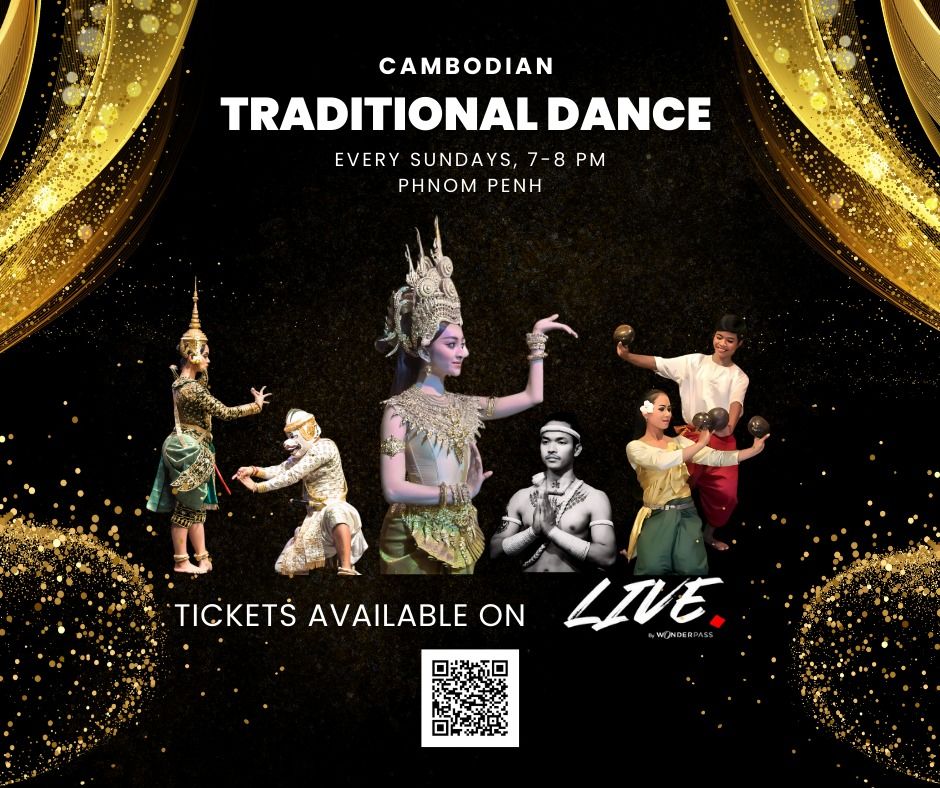 CAMBODIAN
TRADITIONAL DANCE
EVERY SUNDAYS, 7-8 PM
PHNOM PENH
TICKETS AVAILABLE ON LIVE.
By WONDERPASS